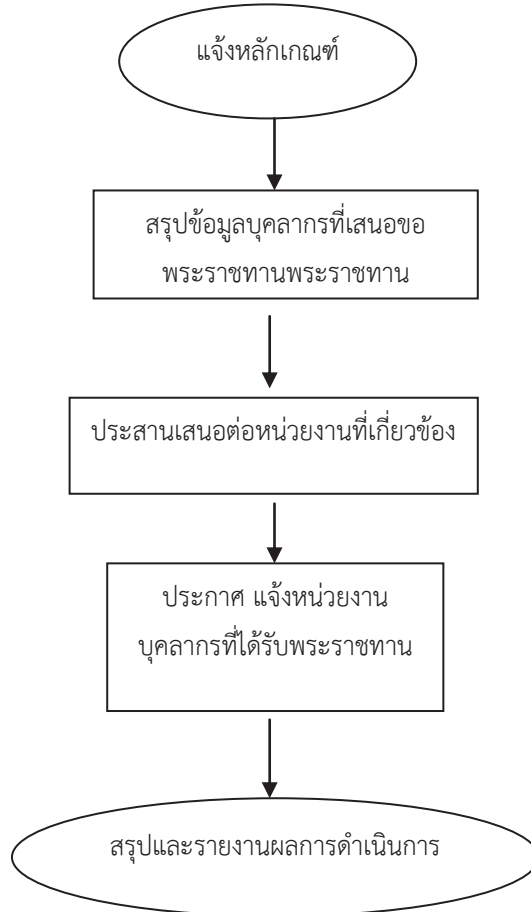 แจ้งหลักเกณฑ์
สรุปข้อมูลบุคลากรที่เสนอขอ
พระราชทานพระราชทาน
ประสานเสนอต่อหน่วยงานที่เกี่ยวข้อง
ประกาศ แจ้งหน่วยงาน
บุคลากรที่ได้รับพระราชทาน
สรุปและรายงานผลการดำเนินการ